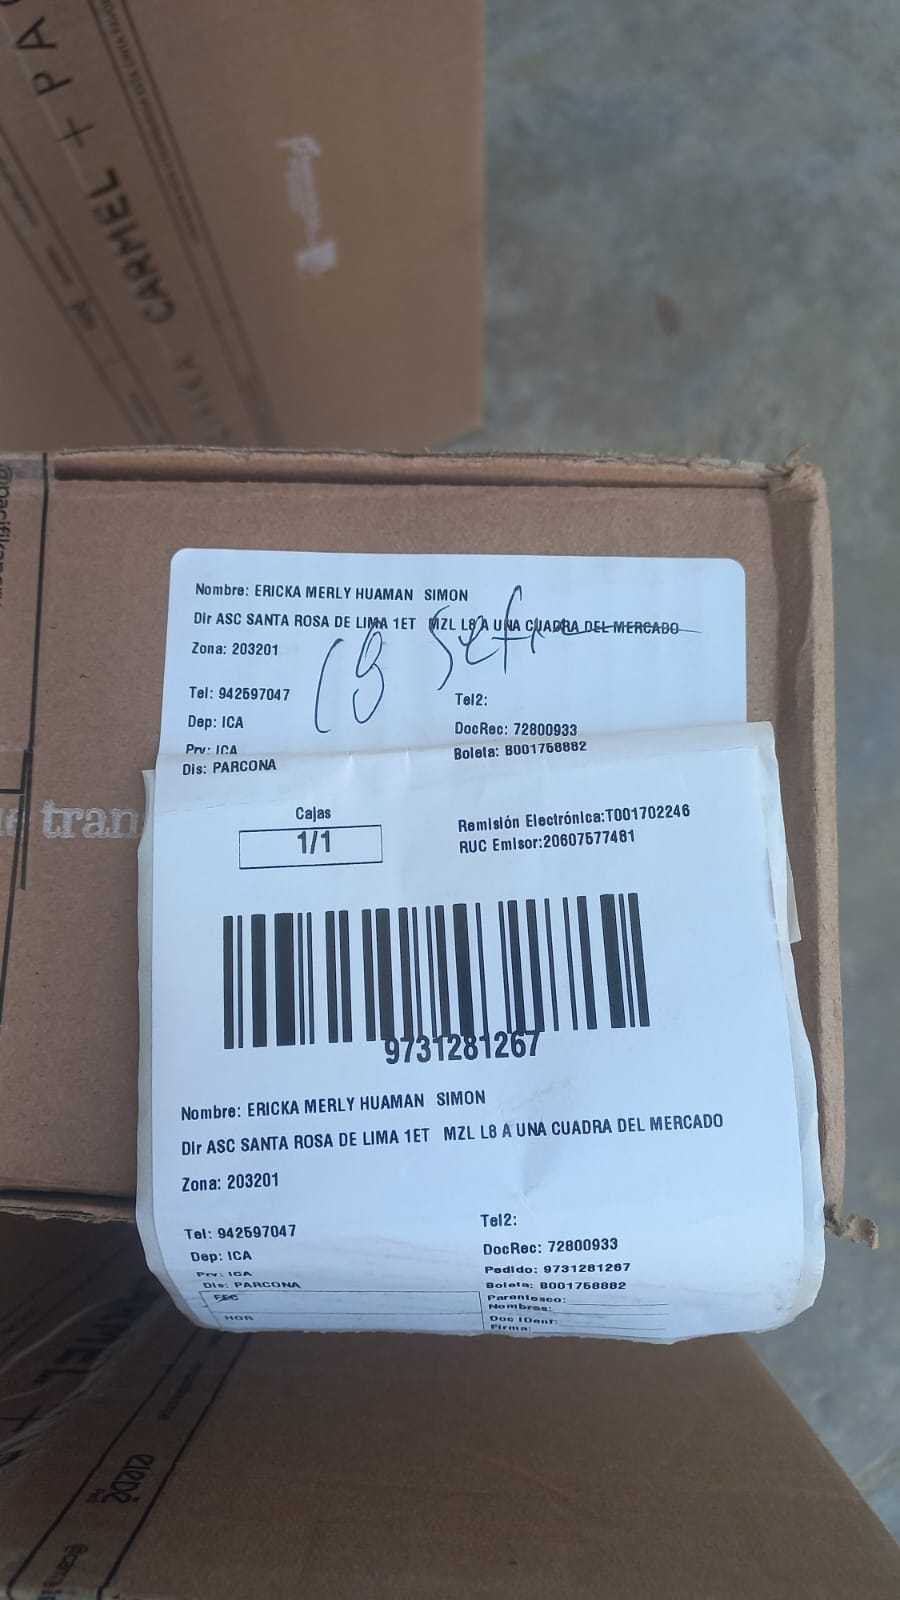 + PA
CARMEL
CARMEL +
Nombre: ERICKA MERLY HUAMAN SIMON
Dir ASC SANTA ROSA DE LIMA 1ET MZL L8 A UNA CUADRA DEL MERCADO
Zona: 203201
Tel: 942597047
Tel2:
Dep: ICA
DocRec: 72800933
Prv: ICA
Boleta: B001758882
Dis: PARCONA
tran
Cajas
1/1
Remisión Electrónica:T001702246
RUC Emisor:20607577481
9731281267
Nombre: ERICKA MERLY HUAMAN SIMON
Dir ASC SANTA ROSA DE LIMA 1ET MZL L8 A UNA CUADRA DEL MERCADO
Zona: 203201
Tel: 942597047
Tel2:
Dep: ICA
DocRec: 72800933
Prv: ICA
Pedido: 9731281267
Dis: PARCONA
Boleta: B001758882
FEC
Parentesco:
Nombres:
HOR
Doc IDent:
Firma: